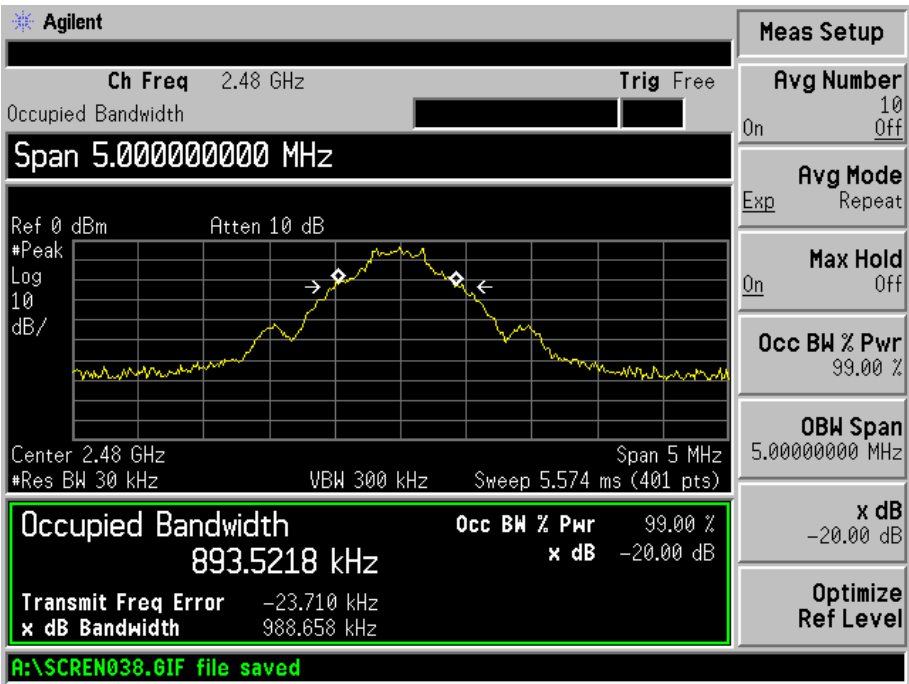 Agilent
Ch Freq 2.48 GHz Trig Free
Occupied Bandwidth
Span 5.000000000 MHz
Ref 0 dBm Atten 10 dB
#Peak
Log
10
dB/
Center 2.48 GHz Span 5 MHz
#Res BW 30 kHz VBW 300 kHz Sweep 5.574 ms (401 pts)
Occupied Bandwidth Occ BW % Pwr 99.00 %
893.5218 kHz x dB -20.00 dB
Transmit Freq Error -23.710 kHz
x dB Bandwidth 988.658 kHz
A:\SCREN038.GIF file saved
Meas Setup
Avg Number
10
On Off
Avg Mode
Exp Repeat
Max Hold
On Off
Occ BW % Pwr
99.00 %
OBW Span
5.00000000 MHz
x dB
-20.00 dB
Optimize
Ref Level